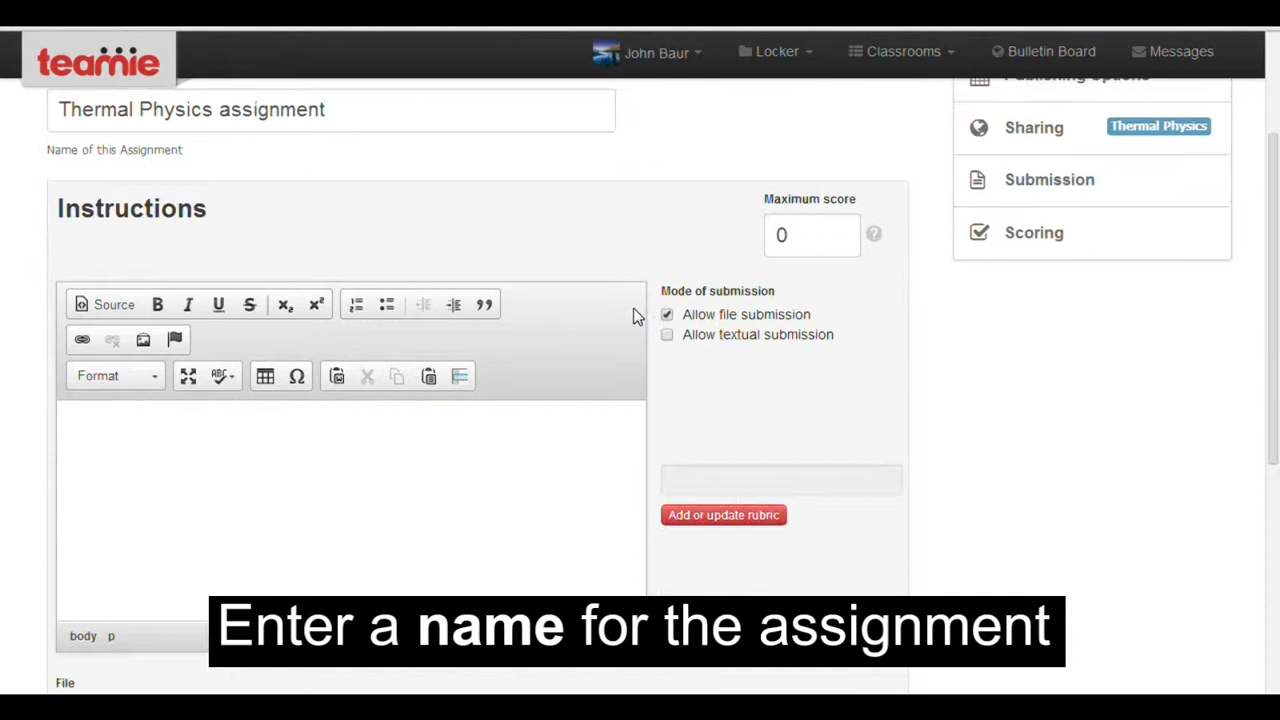 teamie
John Baur
Locker
Classrooms
Bulletin Board
Messages
Thermal Physics assignment
Name of this Assignment
Publishing Options
Sharing
Thermal Physics
Submission
Scoring
Instructions
Maximum score
0
?
Source B I U S x₂ x²
ABC
Format
Ω
Mode of submission
Allow file submission
Allow textual submission
Add or update rubric
body p
Enter a name for the assignment
File